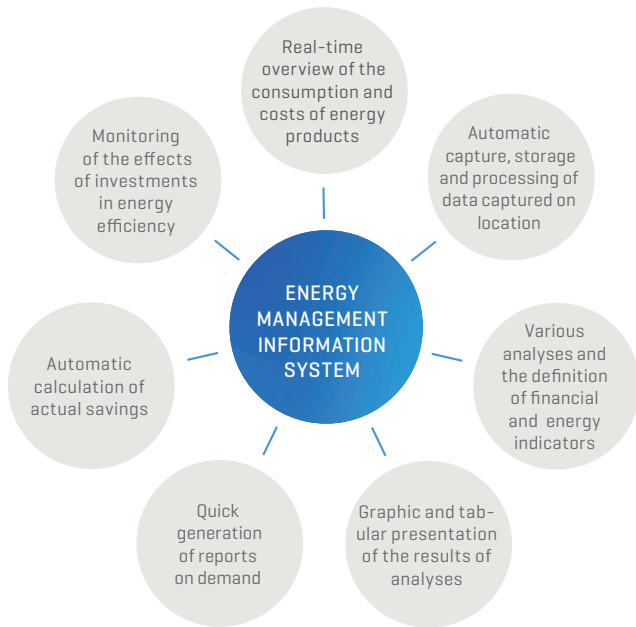 Real-time
overview of the
consumption and
costs of energy
products
Automatic
capture, storage
and processing of
data captured on
location
Various
analyses and
the definition
of financial
and energy
indicators
Graphic and tab-
ular presentation
of the results of
analyses
Quick
generation
of reports
on demand
Automatic
calculation of
actual savings
Monitoring
of the effects
of investments
in energy
efficiency
ENERGY
MANAGEMENT
INFORMATION
SYSTEM